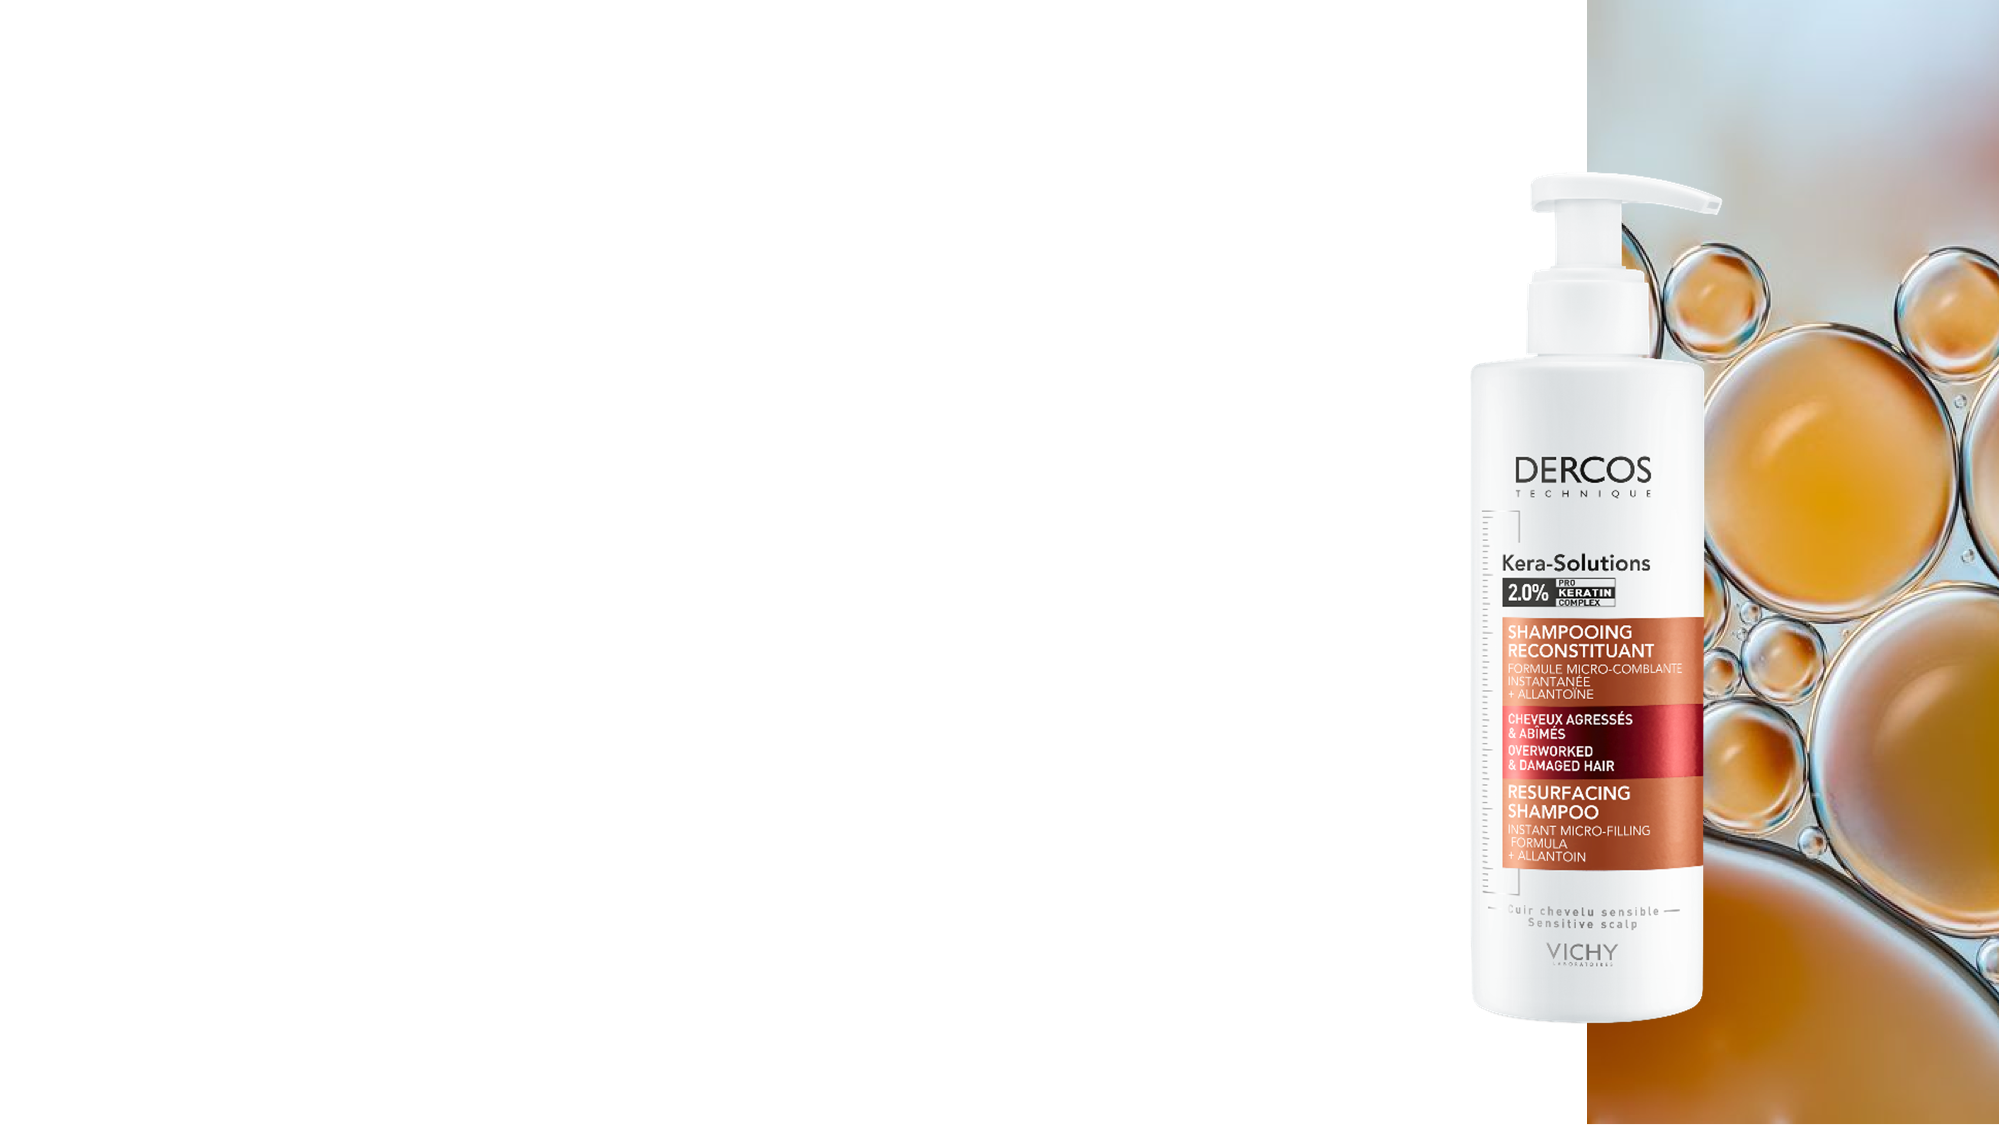 DERCOS
TECHNIQUE
Kera-Solutions
2.0% PRO
KERATIN
COMPLEX
SHAMPOOING
RECONSTITUANT
FORMULE MICRO-COMBLANTE
INSTANTANÉE
+ ALLANTOÏNE
CHEVEUX AGRESSÉS
& ABÎMÉS
OVERWORKED
& DAMAGED HAIR
RESURFACING
SHAMPOO
INSTANT MICRO-FILLING
FORMULA
+ ALLANTOIN
Cuir chevelu sensible
Sensitive scalp
VICHY
LABORATOIRES